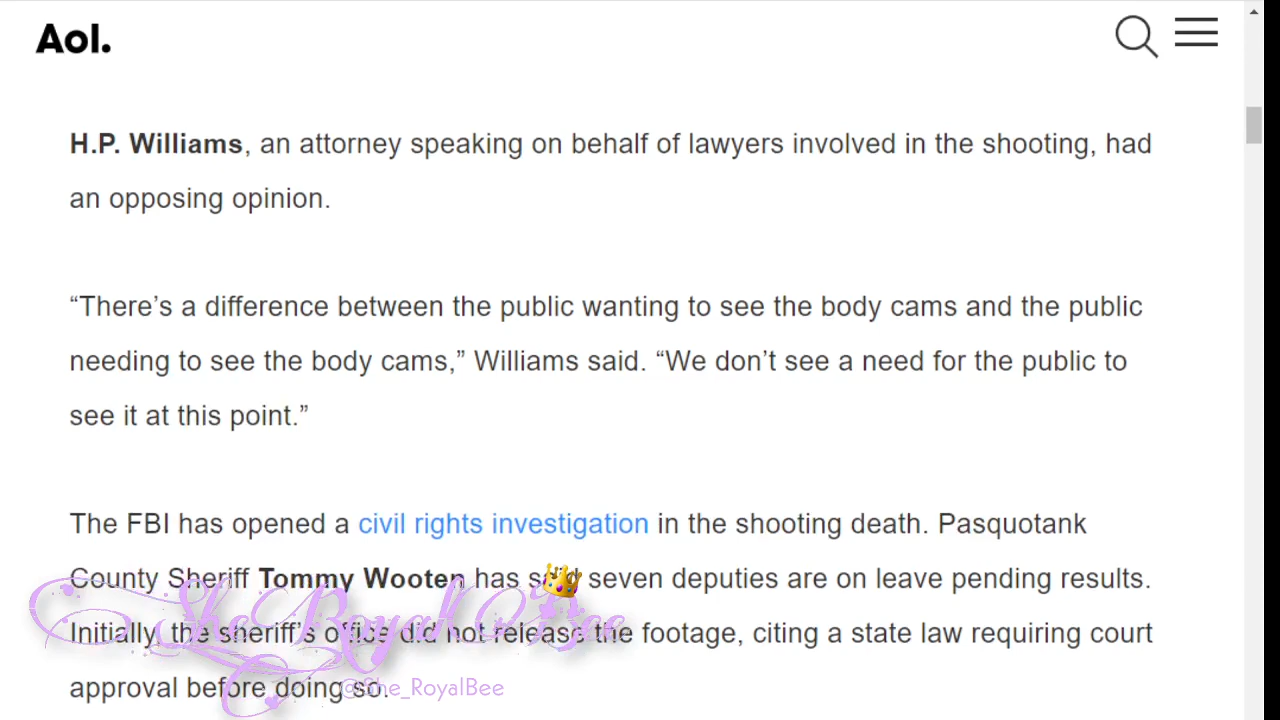 Aol.
H.P. Williams, an attorney speaking on behalf of lawyers involved in the shooting, had
an opposing opinion.
“There’s a difference between the public wanting to see the body cams and the public
needing to see the body cams,” Williams said. “We don’t see a need for the public to
see it at this point.”
The FBI has opened a civil rights investigation in the shooting death. Pasquotank
County Sheriff Tommy Wooten has said seven deputies are on leave pending results.
Initially, the sheriff’s office did not release the footage, citing a state law requiring court
approval before doing so.
SheRoyal Bee
@She_RoyalBee